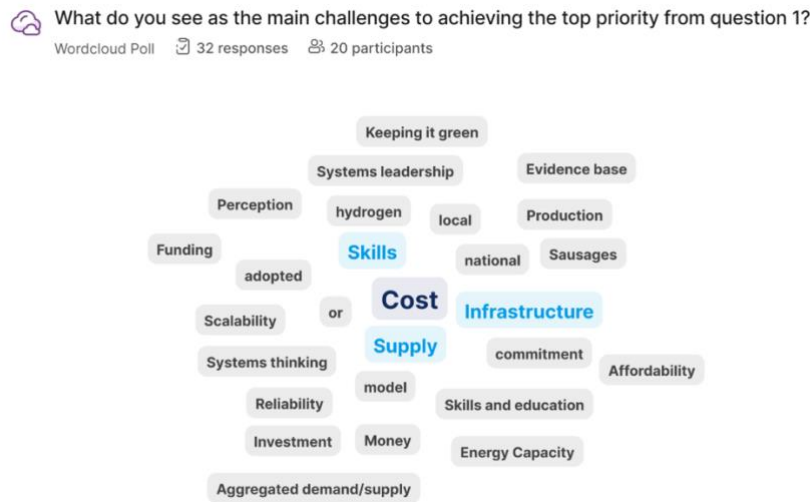 What do you see as the main challenges to achieving the top priority from question 1?
Wordcloud Poll 32 responses 20 participants
Keeping it green
Systems leadership Evidence base
Perception hydrogen local Production
Funding Skills national Sausages
adopted
Cost Infrastructure
Scalability or
Supply commitment
Systems thinking Affordability
model
Reliability Skills and education
Investment Money Energy Capacity
Aggregated demand/supply